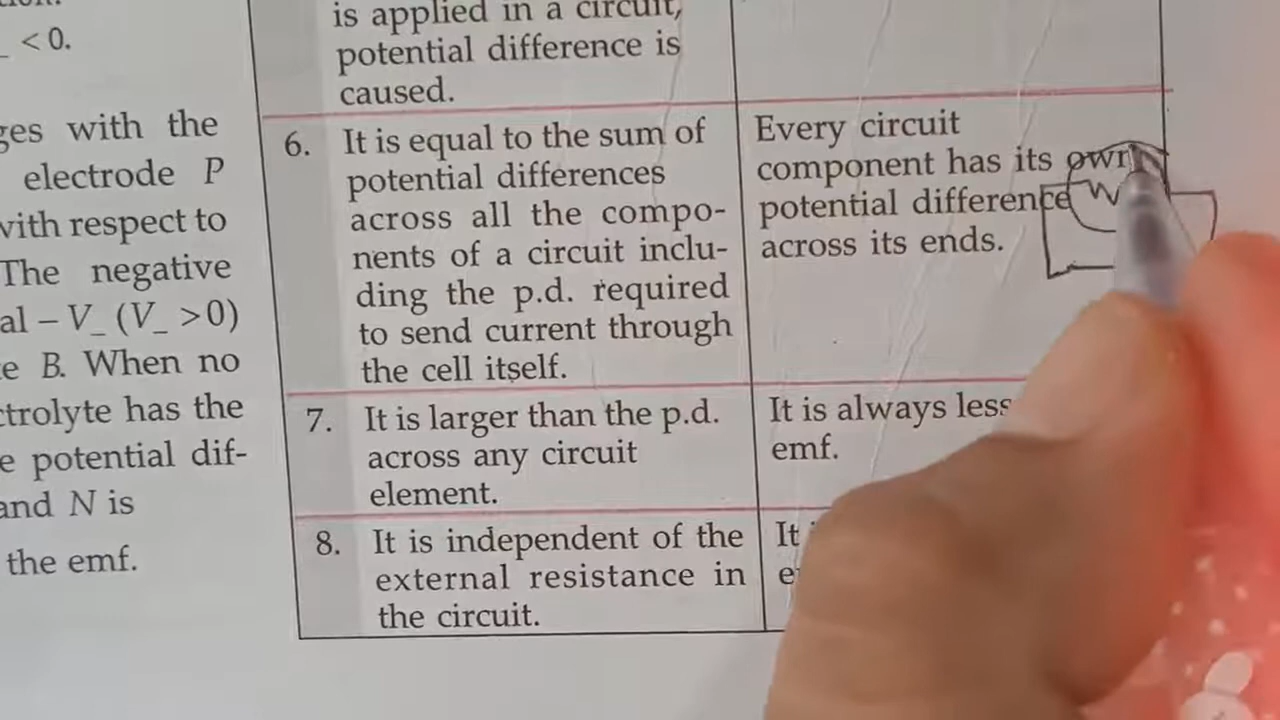 < 0.
ges with the
electrode P
with respect to
The negative
al – V_ (V_ >0)
e B. When no
ctrolyte has the
e potential dif-
and N is
the emf.
is applied in a circuit,
potential difference is
caused.
6. It is equal to the sum of
potential differences
across all the compo-
nents of a circuit inclu-
ding the p.d. required
to send current through
the cell itself.
Every circuit
component has its own
potential difference
across its ends.
7. It is larger than the p.d.
across any circuit
element.
It is always less
emf.
8. It is independent of the
external resistance in
the circuit.
It